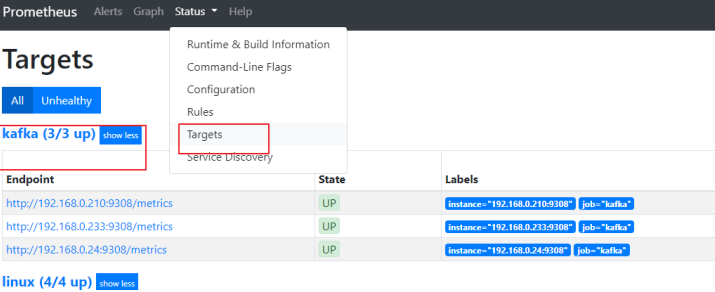 Prometheus Alerts Graph Status Help
Runtime & Build Information
Command-Line Flags
Configuration
Rules
Targets
Service Discovery
Targets
All Unhealthy
kafka (3/3 up) show less
Endpoint State Labels
http://192.168.0.210:9308/metrics UP instance="192.168.0.210:9308" job="kafka"
http://192.168.0.233:9308/metrics UP instance="192.168.0.233:9308" job="kafka"
http://192.168.0.24:9308/metrics UP instance="192.168.0.24:9308" job="kafka"
linux (4/4 up) show less